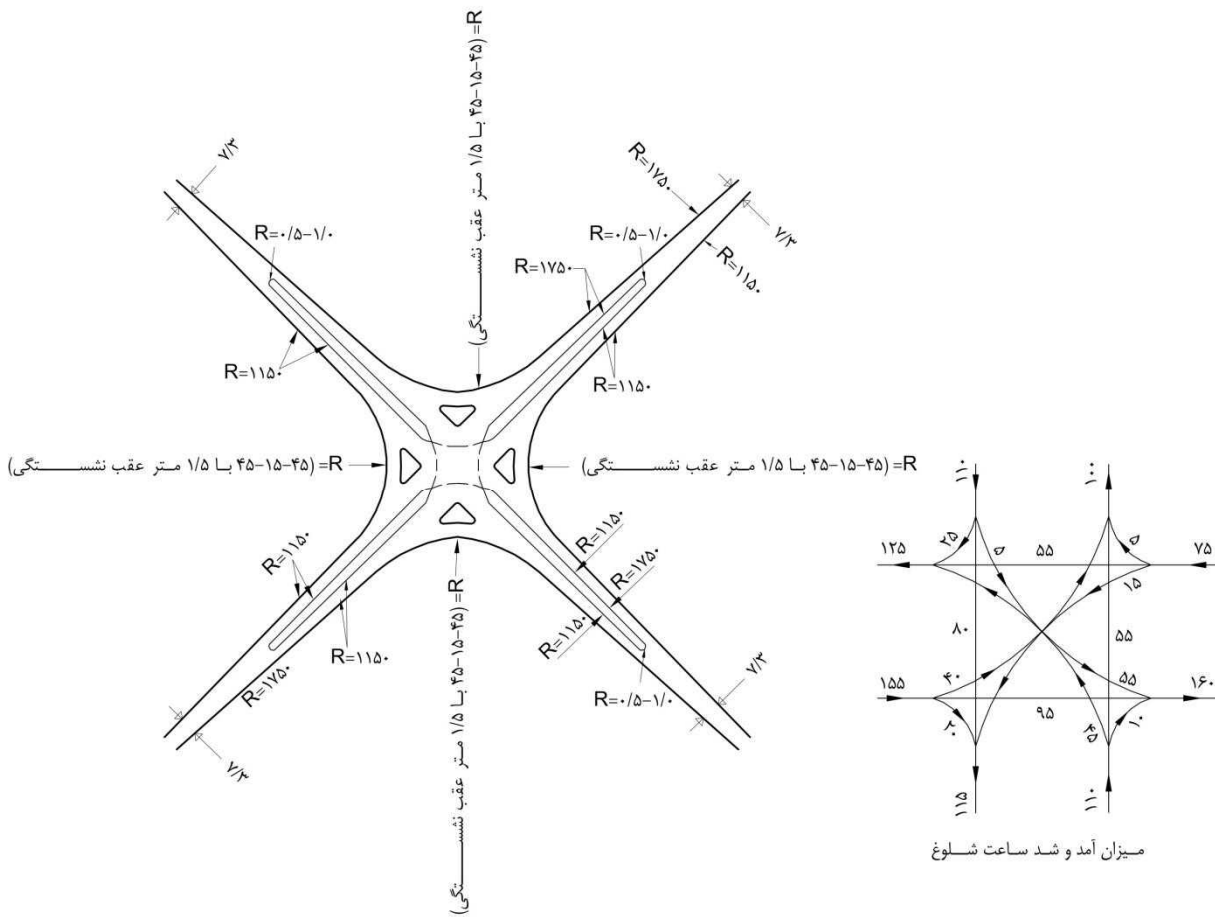 R= (۴۵-۱۵-۴۵ با ۱/۵ متر عقب نشستگی)
۷/۳
R=۱۷۵۰
R=۰/۵-۱/۰
R=۰/۵-۱/۰
۷/۳
R=۱۷۵۰
R=۱۱۵۰
R=۱۱۵۰
R=۱۱۵۰
R= (۴۵-۱۵-۴۵ با ۱/۵ متر عقب نشستگی)
R= (۴۵-۱۵-۴۵ با ۱/۵ متر عقب نشستگی)
R=۱۱۵۰
R=۱۱۵۰
R=۱۷۵۰
R=۱۱۵۰
R=۱۱۵۰
R=۱۷۵۰
R=۰/۵-۱/۰
۷/۳
۷/۳
R= (۴۵-۱۵-۴۵ با ۱/۵ متر عقب نشستگی)
۱۱۰
۱۰۰
۱۲۵
۲۵
۵
۵۵
۵
۷۵
۱۵
۸۰
۵۵
۱۵۵
۴۰
۵۵
۱۶۰
۲۰
۹۵
۴۵
۱۰
۱۱۵
۱۱۰
میزان آمد و شد ساعت شلوغ